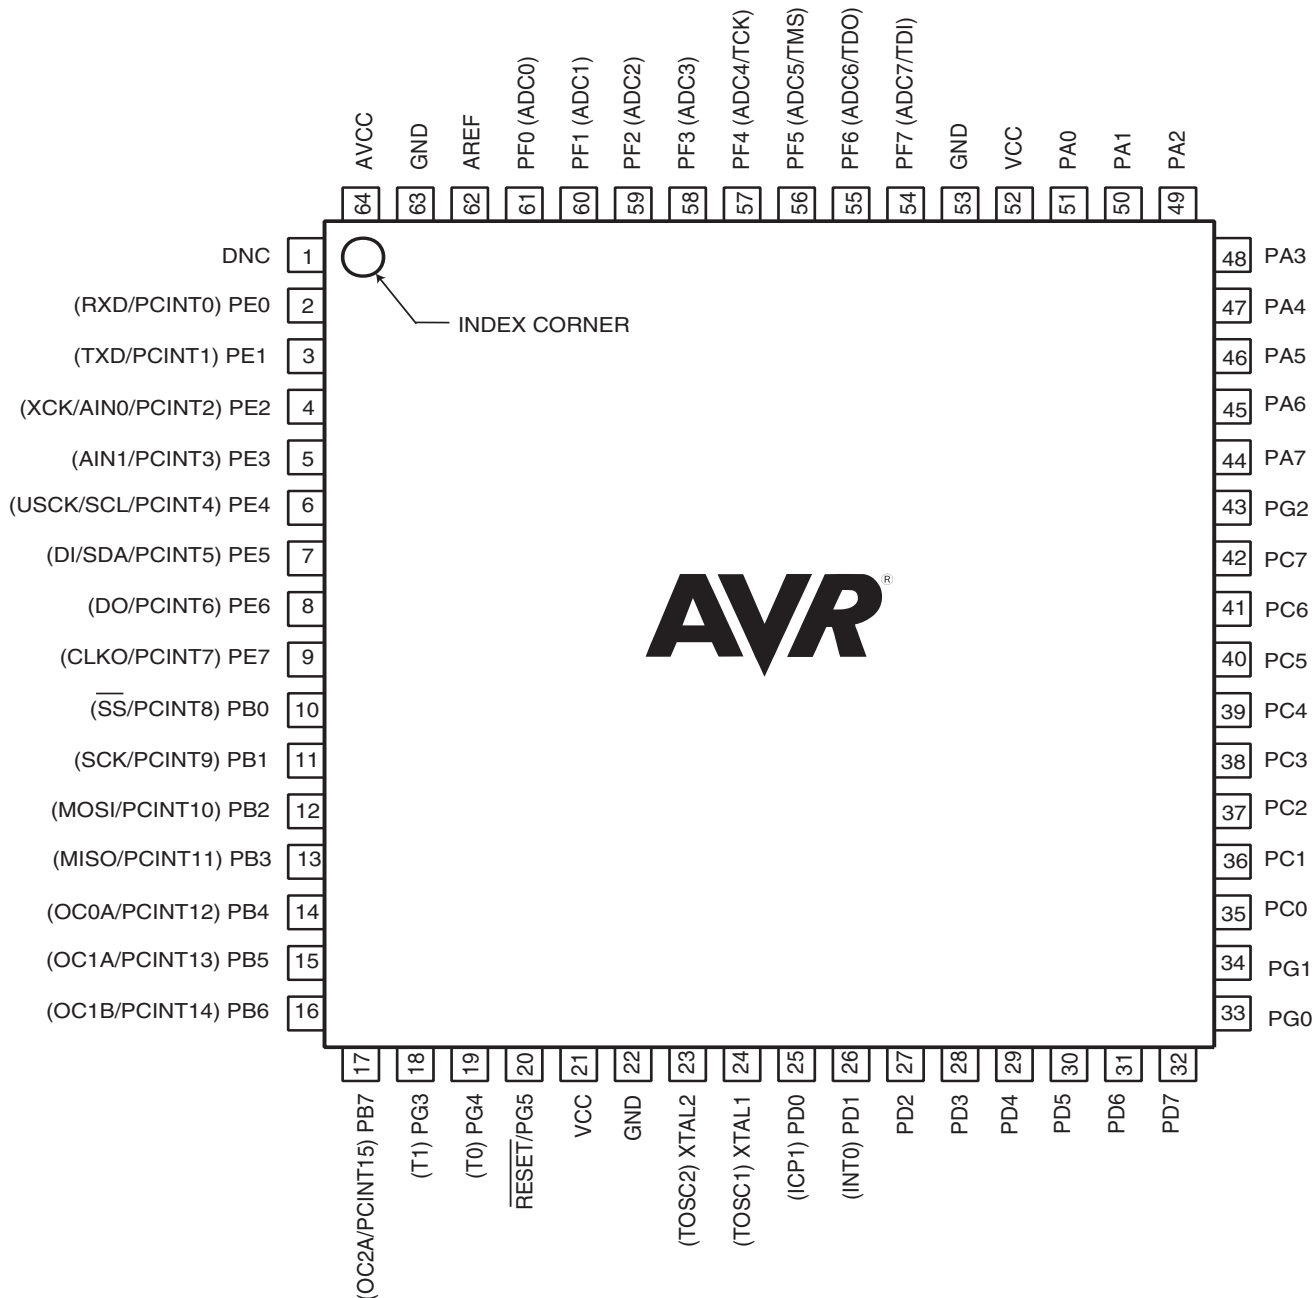 AVCC
GND
AREF
PF0 (ADC0)
PF1 (ADC1)
PF2 (ADC2)
PF3 (ADC3)
PF4 (ADC4/TCK)
PF5 (ADC5/TMS)
PF6 (ADC6/TDO)
PF7 (ADC7/TDI)
GND
VCC
PA0
PA1
PA2
64
63
62
61
60
59
58
57
56
55
54
53
52
51
50
49
DNC 1
(RXD/PCINT0) PE0 2
(TXD/PCINT1) PE1 3
(XCK/AIN0/PCINT2) PE2 4
(AIN1/PCINT3) PE3 5
(USCK/SCL/PCINT4) PE4 6
(DI/SDA/PCINT5) PE5 7
(DO/PCINT6) PE6 8
(CLKO/PCINT7) PE7 9
(SS/PCINT8) PB0 10
(SCK/PCINT9) PB1 11
(MOSI/PCINT10) PB2 12
(MISO/PCINT11) PB3 13
(OC0A/PCINT12) PB4 14
(OC1A/PCINT13) PB5 15
(OC1B/PCINT14) PB6 16
INDEX CORNER
AVR®
48 PA3
47 PA4
46 PA5
45 PA6
44 PA7
43 PG2
42 PC7
41 PC6
40 PC5
39 PC4
38 PC3
37 PC2
36 PC1
35 PC0
34 PG1
33 PG0
17
18
19
20
21
22
23
24
25
26
27
28
29
30
31
32
(OC2A/PCINT15) PB7
(T1) PG3
(T0) PG4
RESET/PG5
VCC
GND
(TOSC2) XTAL2
(TOSC1) XTAL1
(ICP1) PD0
(INT0) PD1
PD2
PD3
PD4
PD5
PD6
PD7